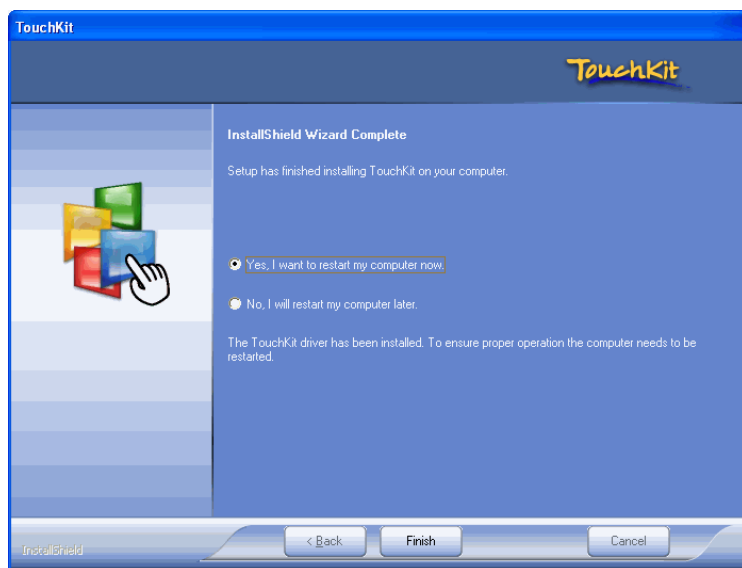 TouchKit
TouchKit
InstallShield Wizard Complete
Setup has finished installing TouchKit on your computer.
Yes, I want to restart my computer now.
No, I will restart my computer later.
The TouchKit driver has been installed. To ensure proper operation the computer needs to be
restarted.
InstallShield
< Back
Finish
Cancel